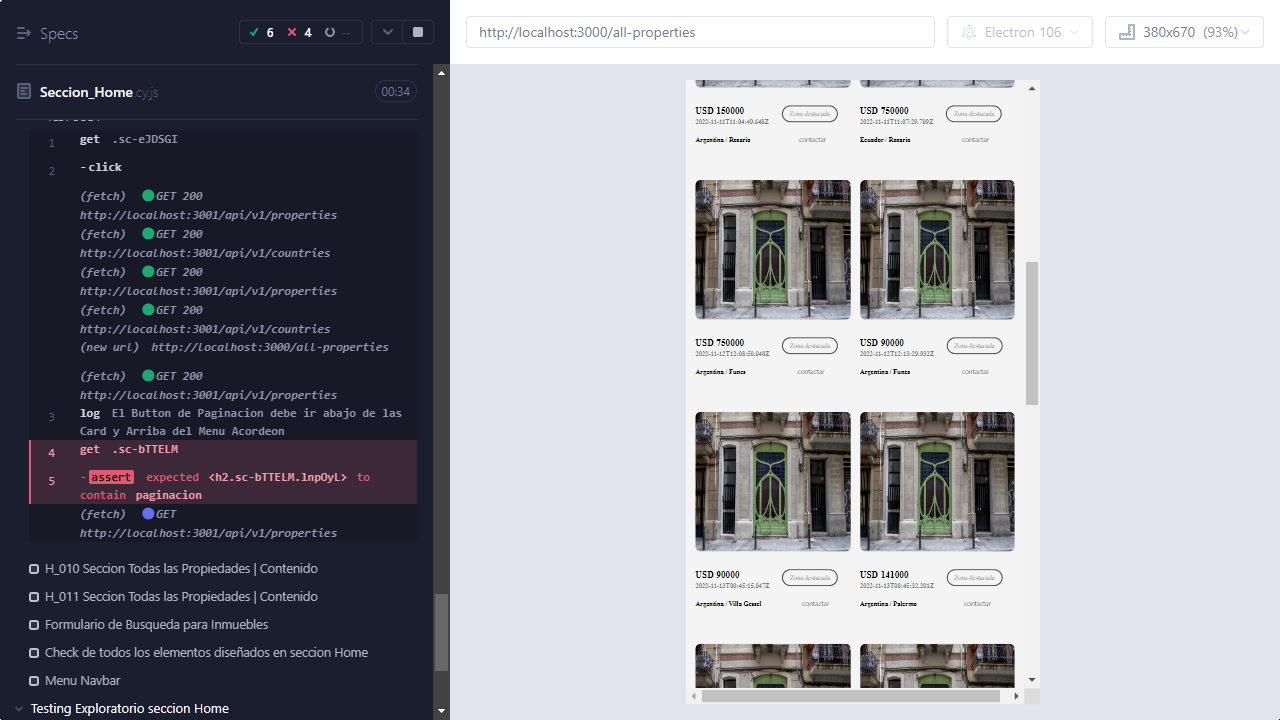 Specs
6
4
--
http://localhost:3000/all-properties
Electron 106
380x670 (93%)
Seccion_Home.cy.js
00:34
1 get .sc-eJDSGI
2 -click
(fetch) GET 200
http://localhost:3001/api/v1/properties
(fetch) GET 200
http://localhost:3001/api/v1/countries
(fetch) GET 200
http://localhost:3001/api/v1/properties
(fetch) GET 200
http://localhost:3001/api/v1/countries
(new url) http://localhost:3000/all-properties
(fetch) GET 200
http://localhost:3001/api/v1/properties
3 log El Button de Paginacion debe ir abajo de las
Card y Arriba del Menu Acordeon
4 get .sc-bTTELM
5 -assert expected <h2.sc-bTTELM.lnpOyL> to
contain paginacion
(fetch) GET
http://localhost:3001/api/v1/properties
H_010 Seccion Todas las Propiedades | Contenido
H_011 Seccion Todas las Propiedades | Contenido
Formulario de Busqueda para Inmuebles
Check de todos los elementos diseñados en seccion Home
Menu Navbar
Testing Exploratorio seccion Home
USD 150000
Zona destacada
2022-11-11T11:04:49.648Z
Argentina / Rosario
contactar
USD 750000
Zona destacada
2022-11-11T11:07:29.709Z
Ecuador / Rosario
contactar
USD 750000
Zona destacada
2022-11-12T12:08:50.040Z
Argentina / Funes
contactar
USD 90000
Zona destacada
2022-11-12T12:13:29.932Z
Argentina / Funes
contactar
USD 90000
Zona destacada
2022-11-13T00:45:15.047Z
Argentina / Villa Gessel
contactar
USD 141000
Zona destacada
2022-11-13T00:45:32.201Z
Argentina / Palermo
contactar